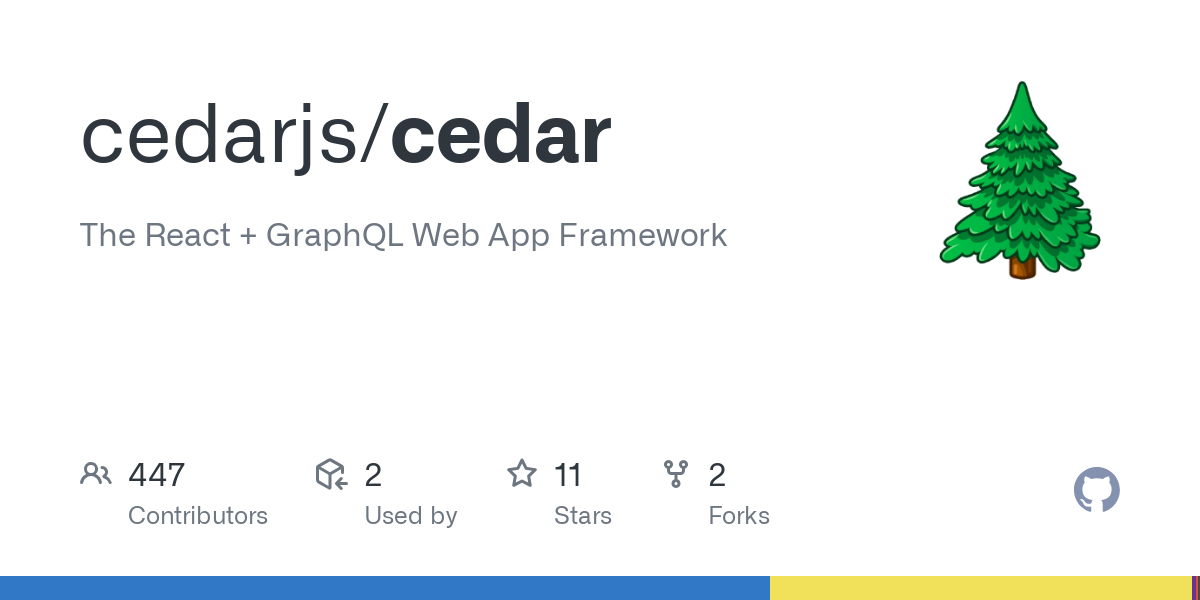 cedarjs/cedar
The React + GraphQL Web App Framework
447 2 11 2
Contributors Used by Stars Forks